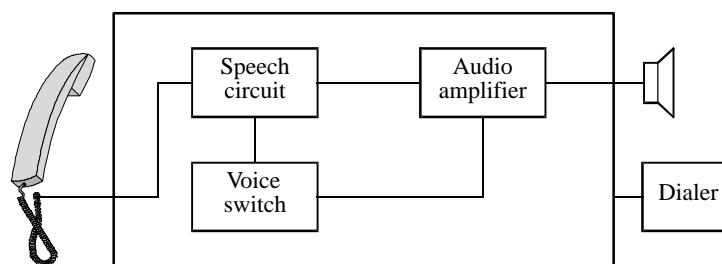 Speech
circuit
Audio
amplifier
Voice
switch
Dialer